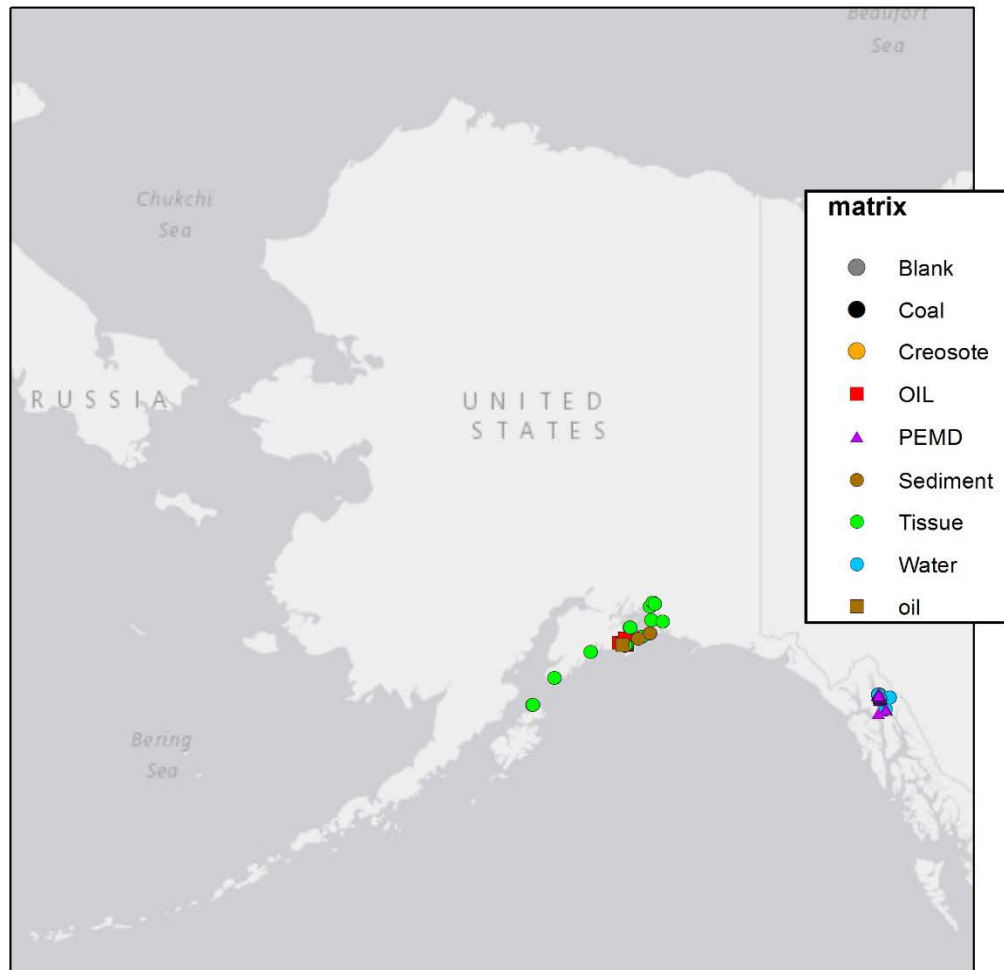 Beaufort
Sea
Chukchi
Sea
RUSSIA
UNITED
STATES
Bering
Sea
matrix
Blank
Coal
Creosote
OIL
PEMD
Sediment
Tissue
Water
oil